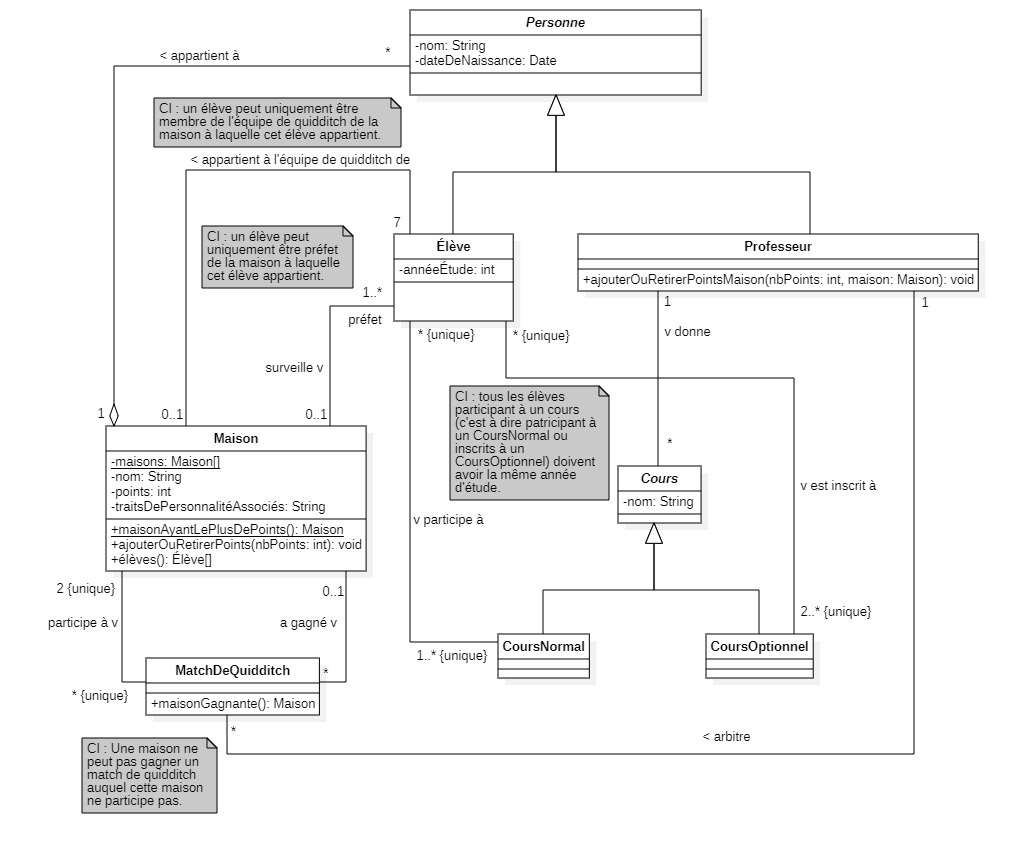 Personne
-nom: String
-dateDeNaissance: Date
< appartient à
*
CI : un élève peut uniquement être
membre de l'équipe de quidditch de la
maison à laquelle cet élève appartient.
< appartient à l'équipe de quidditch de
7
CI : un élève peut
uniquement être préfet
de la maison à laquelle
cet élève appartient.
Élève
-annéeÉtude: int
Professeur
+ajouterOuRetirerPointsMaison(nbPoints: int, maison: Maison): void
1..*
préfet
surveille v
* {unique}
* {unique}
1
v donne
1
CI : tous les élèves
participant à un cours
(c'est à dire patricipant à
un CoursNormal ou
inscrits à un
CoursOptionnel) doivent
avoir la même année
d'étude.
1
0..1
0..1
*
Maison
-maisons: Maison[]
-nom: String
-points: int
-traitsDePersonnalitéAssociés: String
+maisonAyantLePlusDePoints(): Maison
+ajouterOuRetirerPoints(nbPoints: int): void
+élèves(): Élève[]
Cours
-nom: String
v est inscrit à
v participe à
2 {unique}
0..1
participe à v
a gagné v
2..* {unique}
1..* {unique}
CoursNormal
CoursOptionnel
MatchDeQuidditch
+maisonGagnante(): Maison
*
* {unique}
*
< arbitre
CI : Une maison ne
peut pas gagner un
match de quidditch
auquel cette maison
ne participe pas.